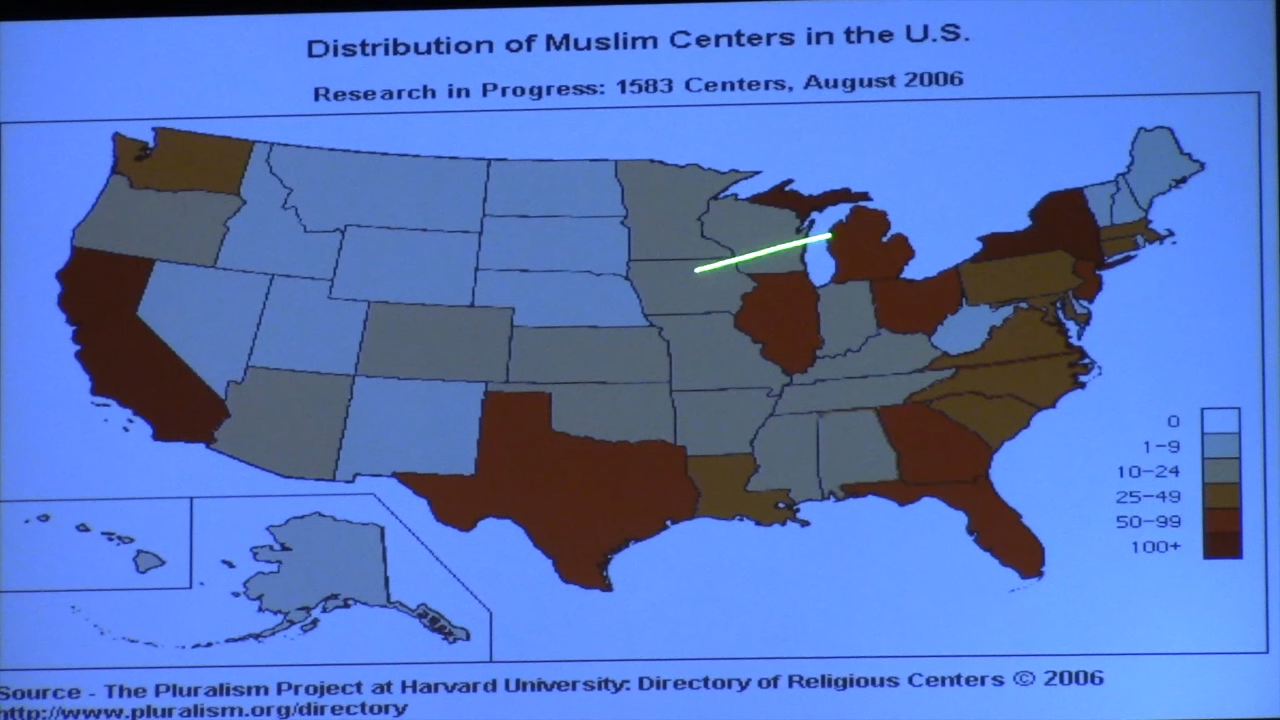 Distribution of Muslim Centers in the U.S.
Research in Progress: 1583 Centers, August 2006
0
1-9
10-24
25-49
50-99
100+
Source - The Pluralism Project at Harvard University: Directory of Religious Centers © 2006
http://www.pluralism.org/directory